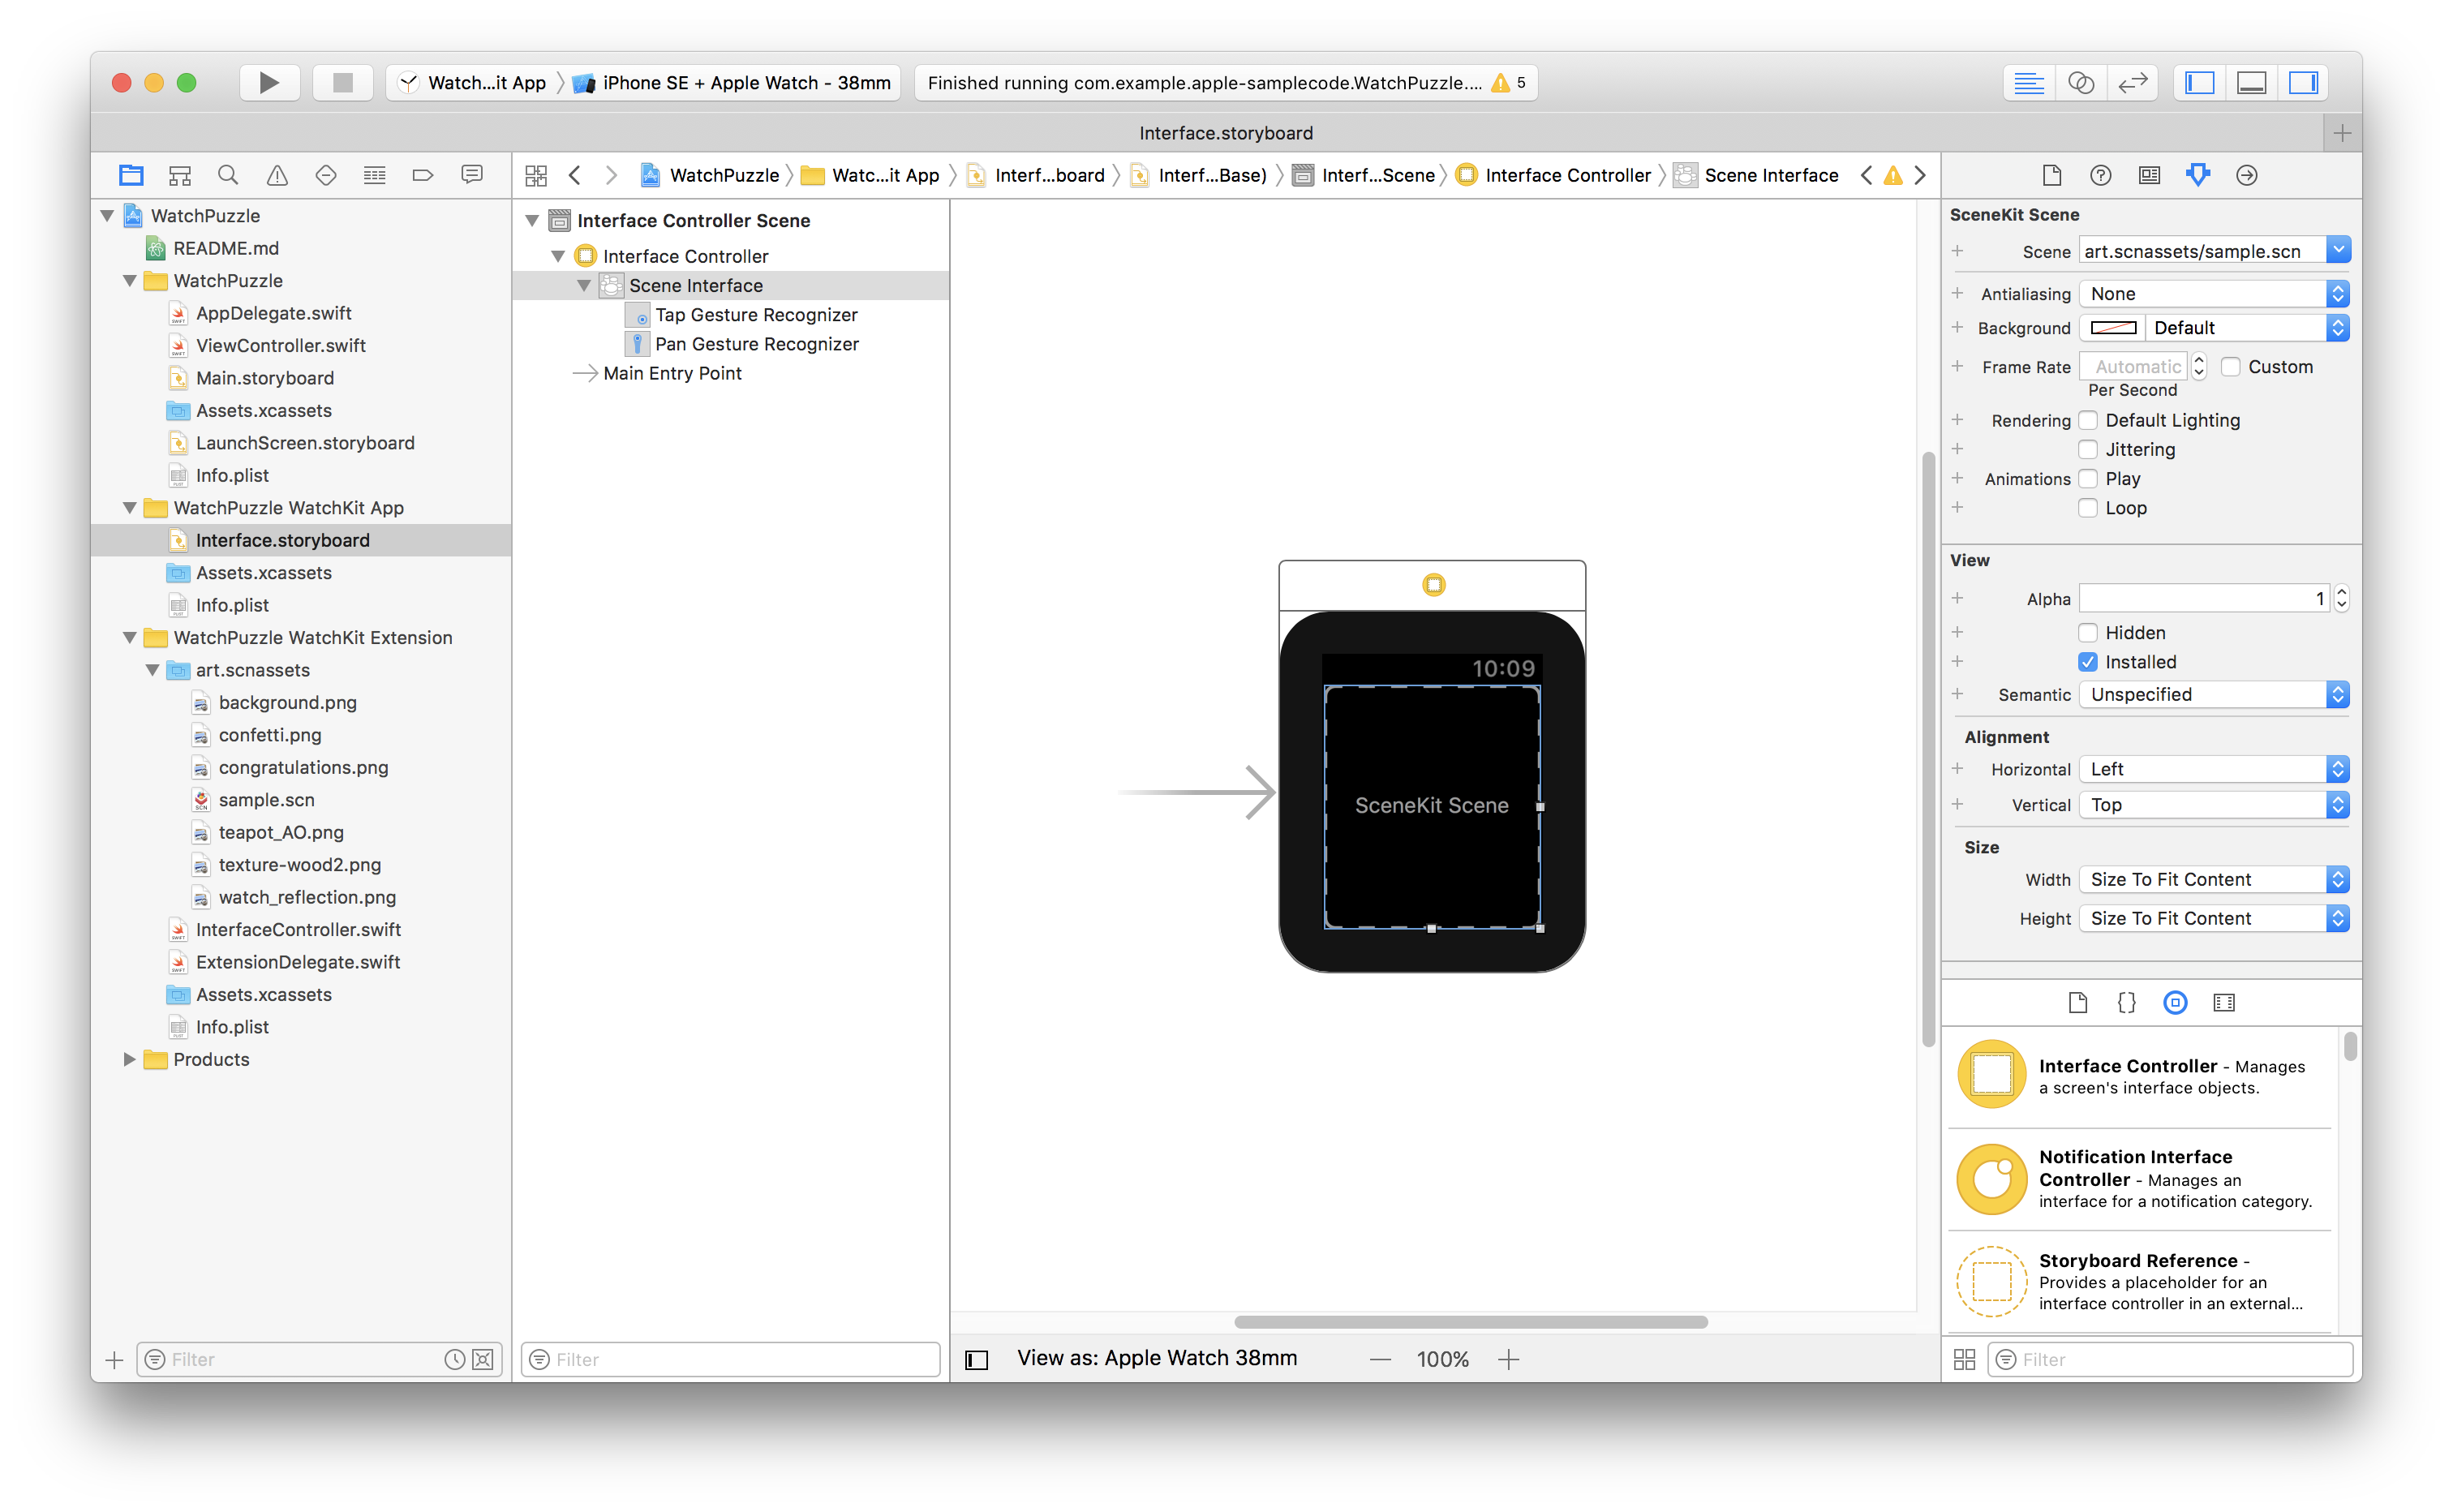 Watch...it App
iPhone SE + Apple Watch - 38mm
Finished running com.example.apple-samplecode.WatchPuzzle....
5
Interface.storyboard
WatchPuzzle
Watc...it App
Interf...board
Interf...Base)
Interf...Scene
Interface Controller
Scene Interface
WatchPuzzle
README.md
WatchPuzzle
AppDelegate.swift
ViewController.swift
Main.storyboard
Assets.xcassets
LaunchScreen.storyboard
Info.plist
WatchPuzzle WatchKit App
Interface.storyboard
Assets.xcassets
Info.plist
WatchPuzzle WatchKit Extension
art.scnassets
background.png
confetti.png
congratulations.png
sample.scn
teapot_AO.png
texture-wood2.png
watch_reflection.png
InterfaceController.swift
ExtensionDelegate.swift
Assets.xcassets
Info.plist
Products
Filter
Interface Controller Scene
Interface Controller
Scene Interface
Tap Gesture Recognizer
Pan Gesture Recognizer
Main Entry Point
Filter
10:09
SceneKit Scene
View as: Apple Watch 38mm
100%
SceneKit Scene
Scene art.scnassets/sample.scn
Antialiasing None
Background Default
Frame Rate Automatic Custom
Per Second
Rendering Default Lighting
Jittering
Animations Play
Loop
View
Alpha 1
Hidden
Installed
Semantic Unspecified
Alignment
Horizontal Left
Vertical Top
Size
Width Size To Fit Content
Height Size To Fit Content
{}
Interface Controller - Manages
a screen's interface objects.
Notification Interface
Controller - Manages an
interface for a notification category.
Storyboard Reference -
Provides a placeholder for an
interface controller in an external...
Filter